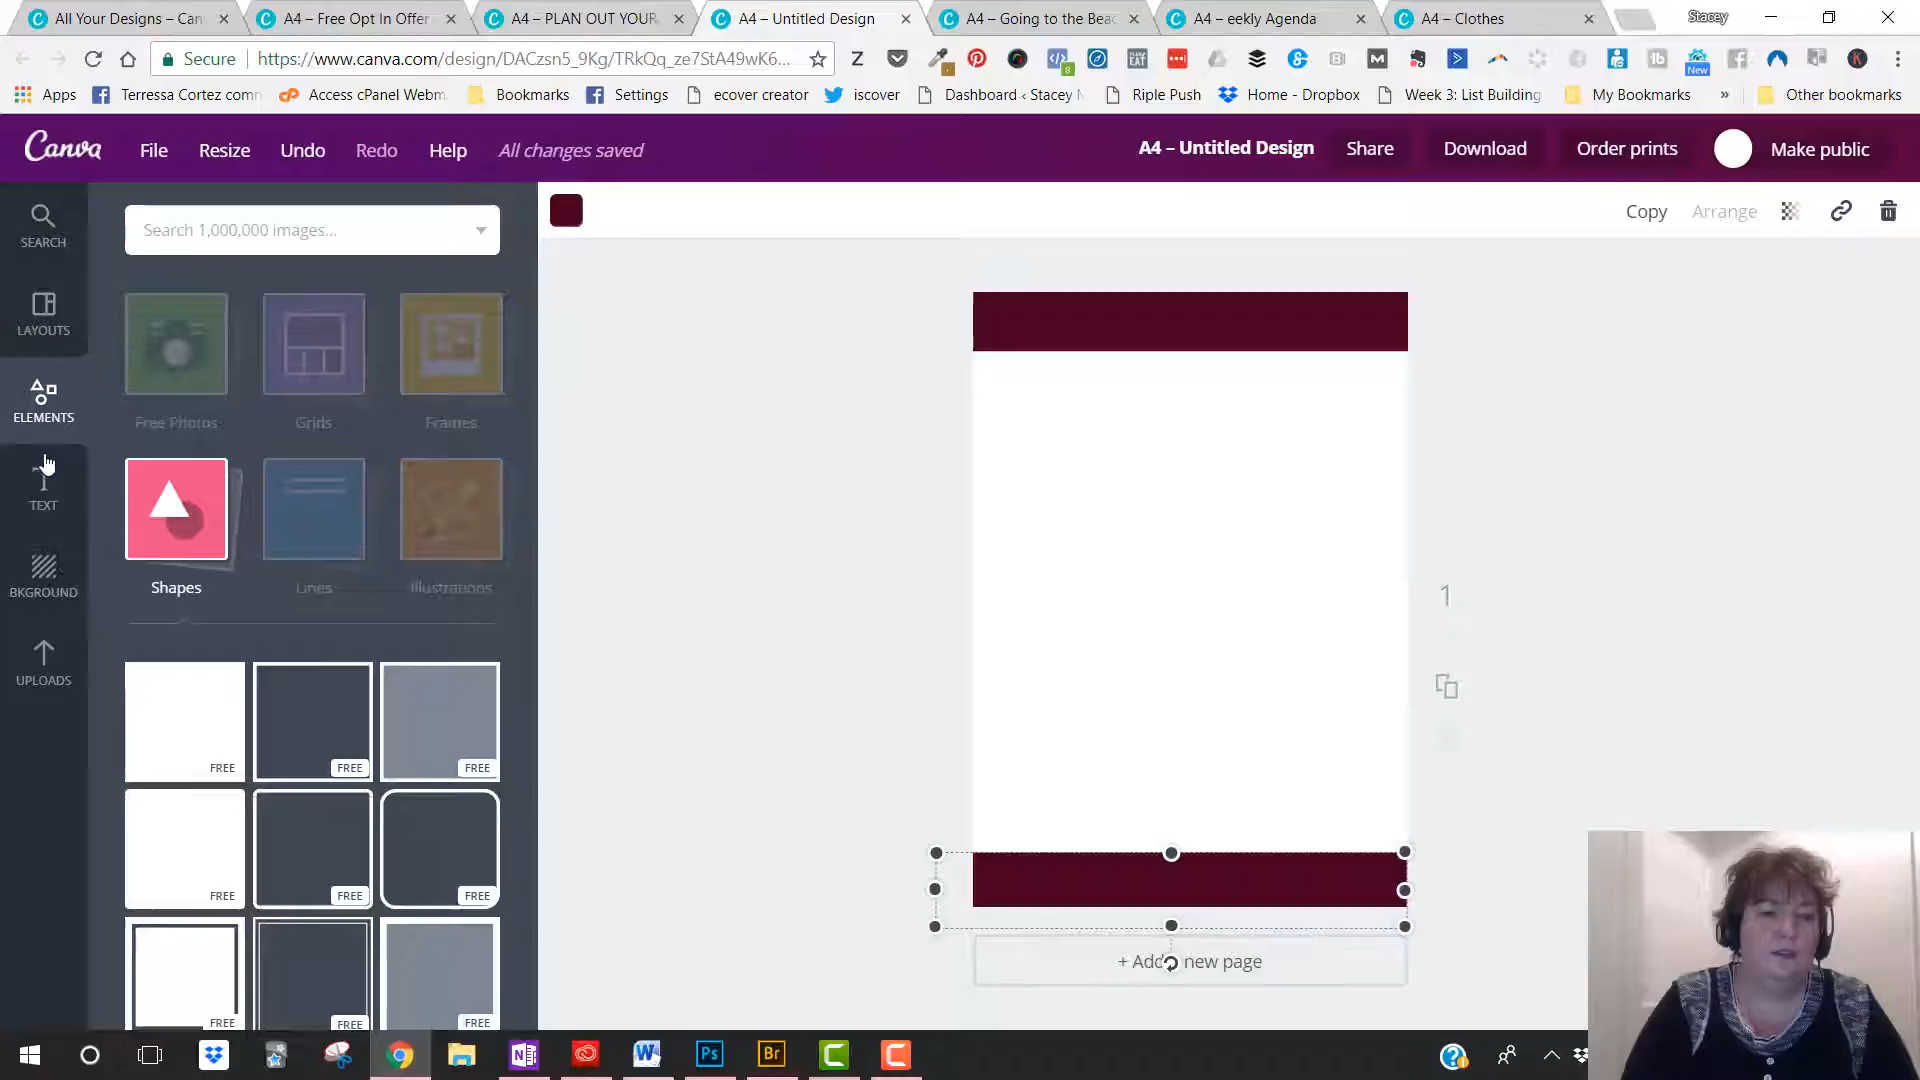 All Your Designes – Can
A4 – Free Opt In Offer
A4 – PLAN OUT YOUR
A4 – Untitled Design
A4 – Going to the Beac
A4 – eekly Agenda
A4 – Clothes
Stacey
Secure
https://www.canva.com/design/DACzsn5_9Kg/TRkQq_ze7StA49wK6...
New
Apps
Terressa Cortez comm
Access cPanel Webm
Bookmarks
Settings
ecover creator
iscover
Dashboard ‹ Stacey M
Riple Push
Home - Dropbox
Week 3: List Building
My Bookmarks
»
Other bookmarks
Canva
File
Resize
Undo
Redo
Help
All changes saved
A4 – Untitled Design
Share
Download
Order prints
Make public
SEARCH
LAYOUTS
ELEMENTS
TEXT
BKGROUND
UPLOADS
Search 1,000,000 images...
Free Photos
Grids
Frames
Shapes
Lines
Illustrations
FREE
FREE
FREE
FREE
FREE
FREE
FREE
FREE
FREE
Copy
Arrange
1
+ Add new page